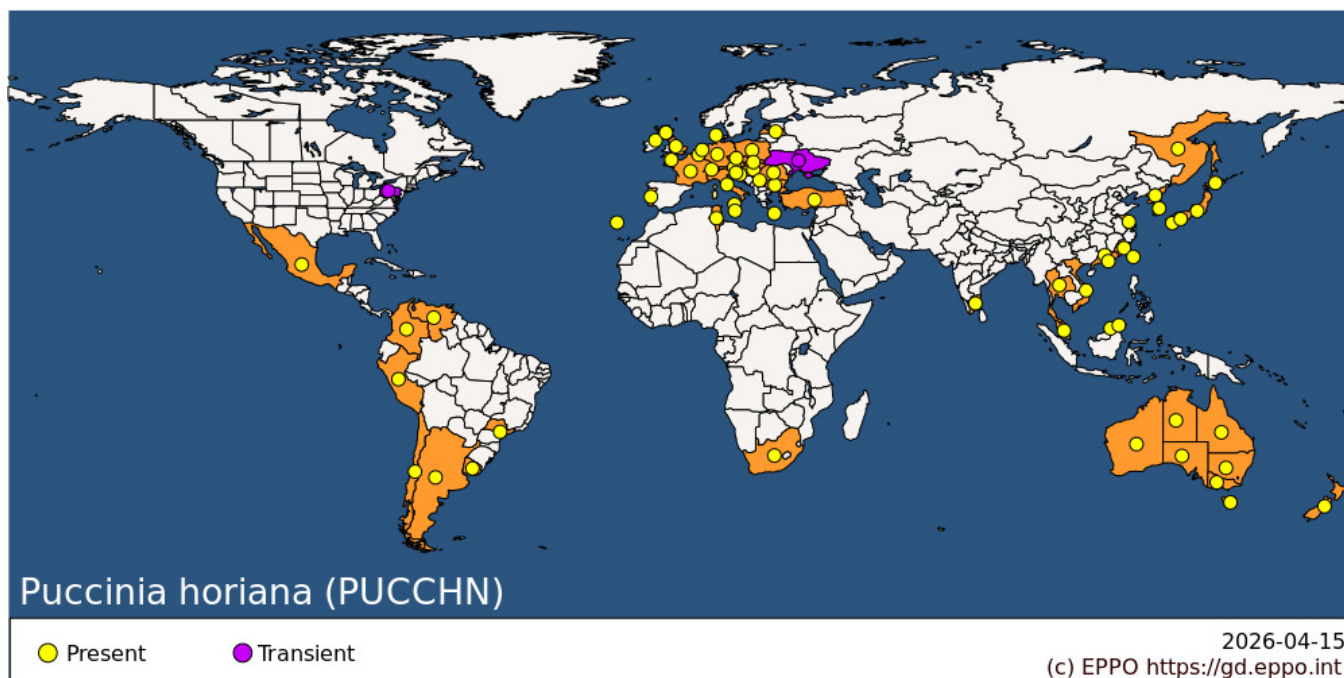 Puccinia horiana (PUCCHN)
Present
Transient
2026-04-15
(c) EPPO https://gd.eppo.int